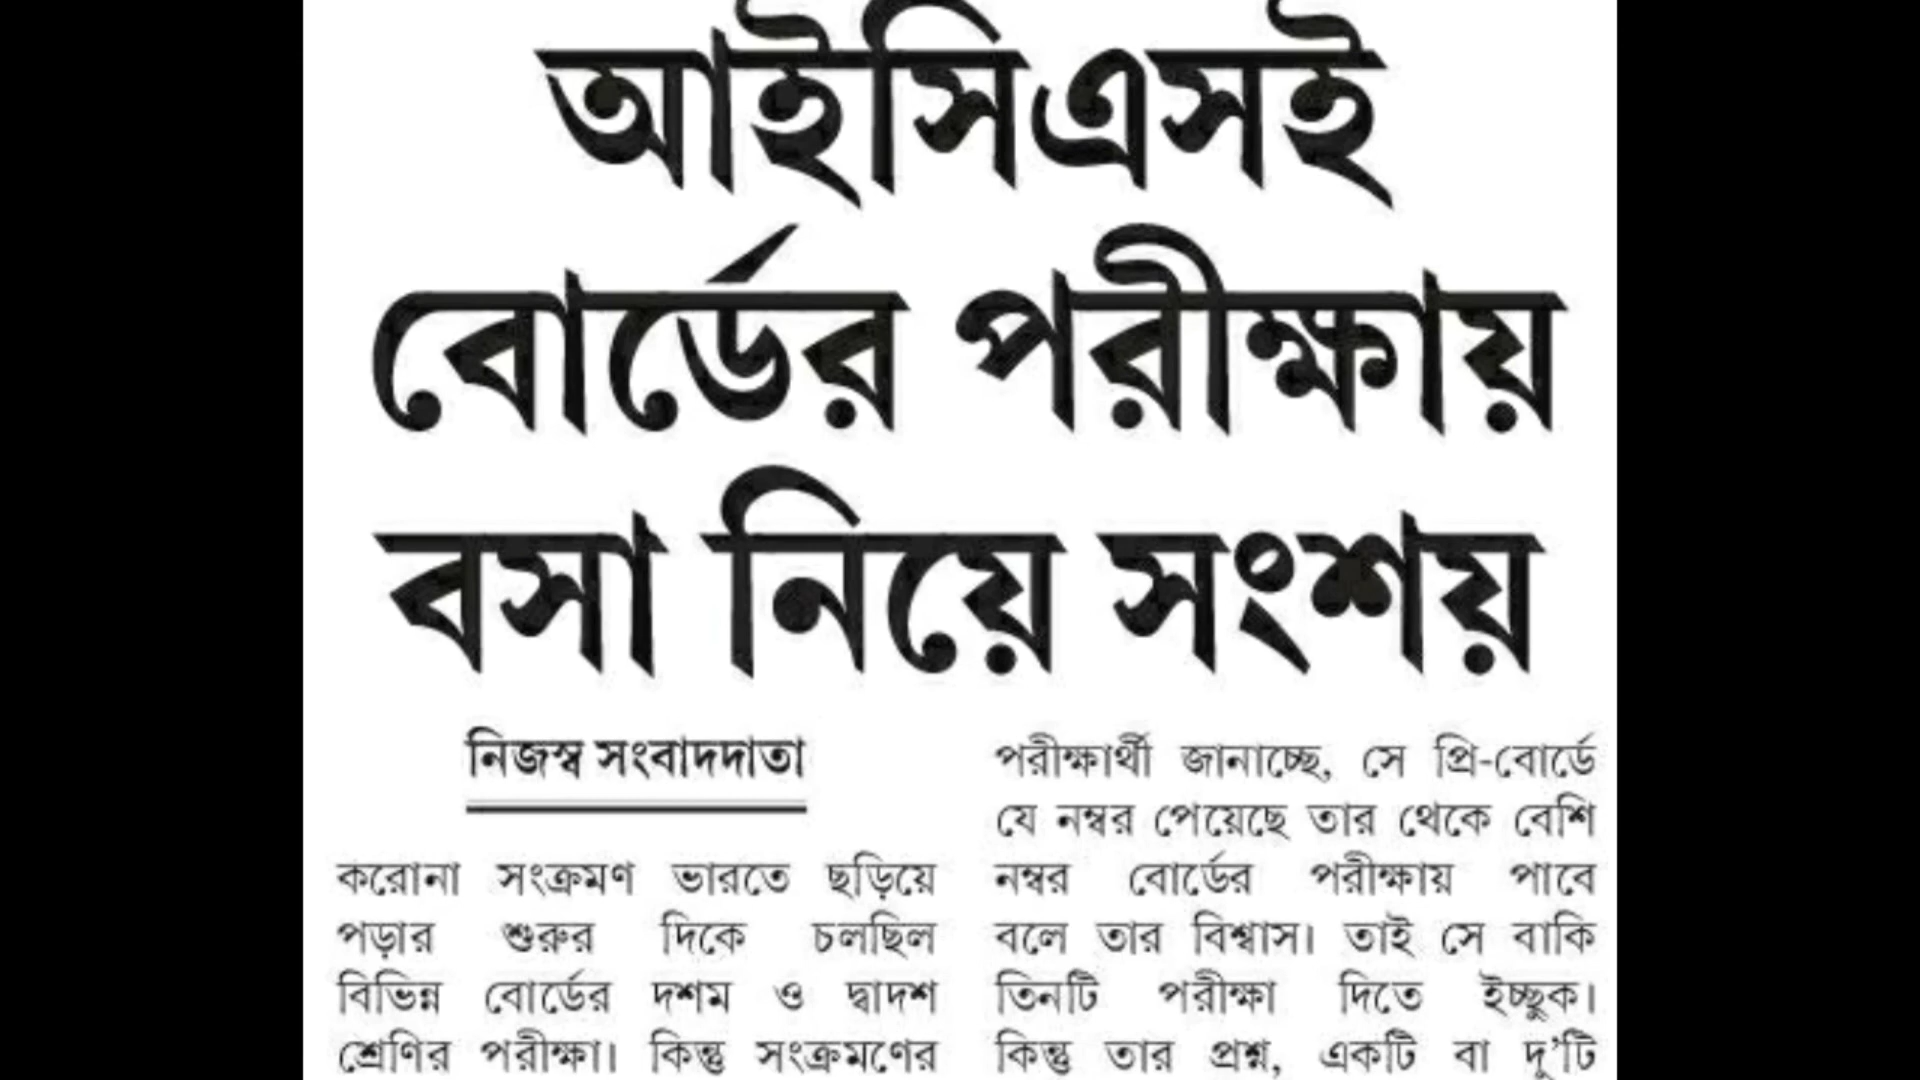 আইসিএসই
বোর্ডের পরীক্ষায়
বসা নিয়ে সংশয়
নিজস্ব সংবাদদাতা
করোনা সংক্রমণ ভারতে ছড়িয়ে
পড়ার শুরুর দিকে চলছিল
বিভিন্ন বোর্ডের দশম ও দ্বাদশ
শ্রেণির পরীক্ষা। কিন্তু সংক্রমণের
পরীক্ষার্থী জানাচ্ছে, সে প্রি-বোর্ডে
যে নম্বর পেয়েছে তার থেকে বেশি
নম্বর বোর্ডের পরীক্ষায় পাবে
বলে তার বিশ্বাস। তাই সে বাকি
তিনটি পরীক্ষা দিতে ইচ্ছুক।
কিন্তু তার প্রশ্ন, একটি বা দু’টি